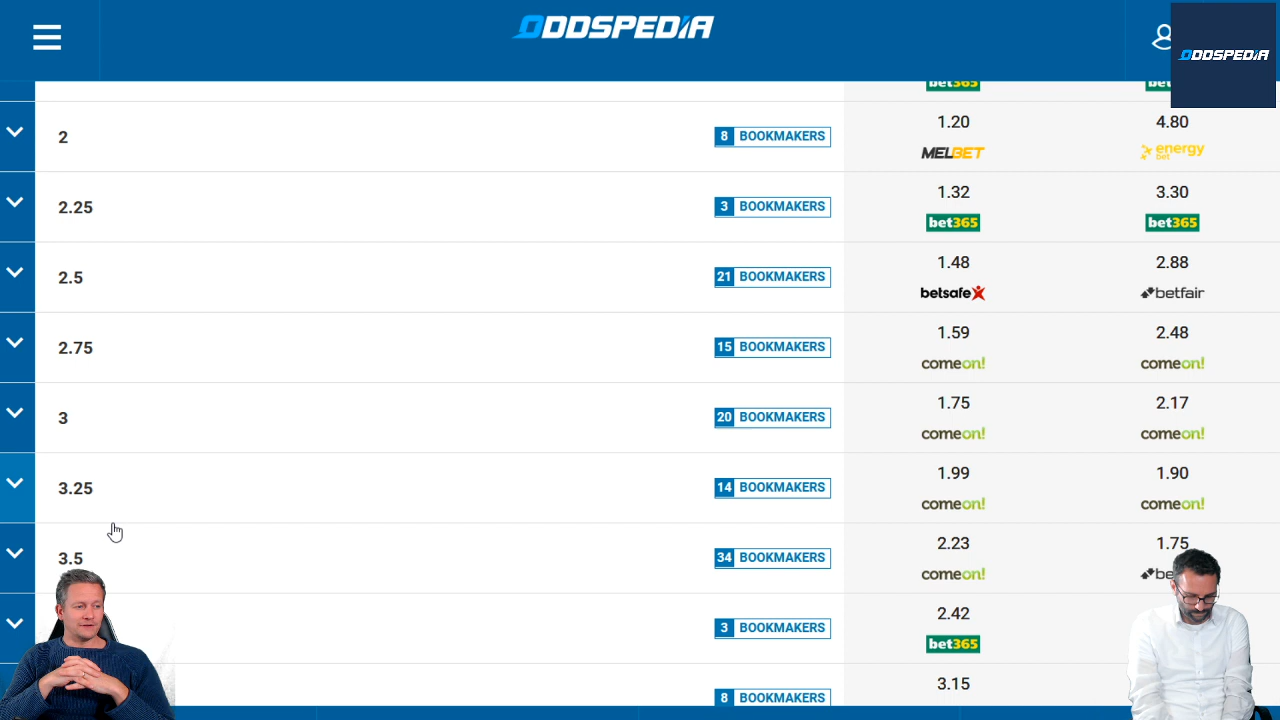 ODDSPEDIA
ODDSPEDIA
bet365
2 8 BOOKMAKERS 1.20 4.80
MELBET energy bet
2.25 3 BOOKMAKERS 1.32 3.30
bet365 bet365
2.5 21 BOOKMAKERS 1.48 2.88
betsafe betfair
2.75 15 BOOKMAKERS 1.59 2.48
comeon! comeon!
3 20 BOOKMAKERS 1.75 2.17
comeon! comeon!
3.25 14 BOOKMAKERS 1.99 1.90
comeon! comeon!
3.5 34 BOOKMAKERS 2.23 1.75
comeon!
3 BOOKMAKERS 2.42
bet365
8 BOOKMAKERS 3.15